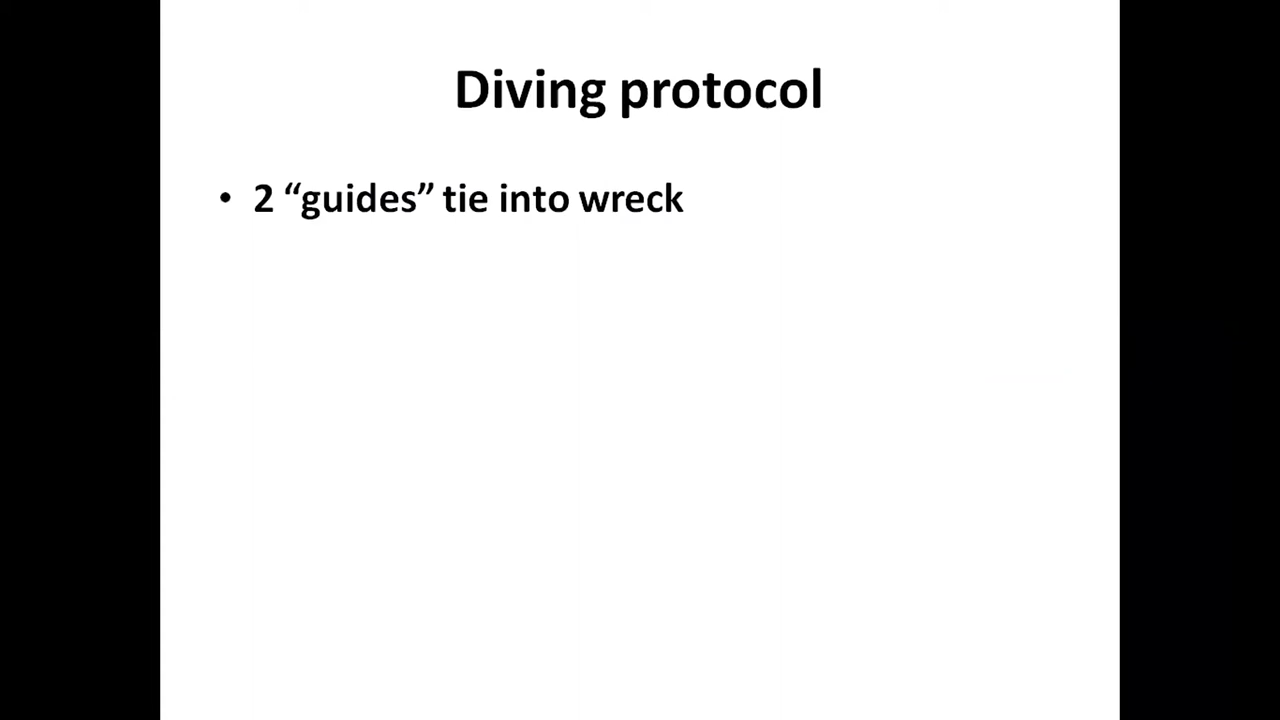 Diving protocol
• 2 “guides” tie into wreck